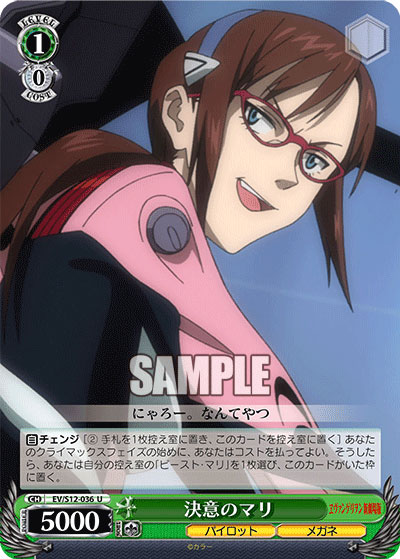 LEVEL
1
0
COST
SAMPLE
にゃろー。なんてやつ
自 チェンジ [② 手札を1枚控え室に置き、このカードを控え室に置く] あなた
のクライマックスフェイズの始めに、あなたはコストを払ってよい。そうした
ら、あなたは自分の控え室の「ビースト・マリ」を1枚選び、このカードがいた枠
に置く。
CH EV/S12-036 U
5000
決意のマリ
ヱヴァンゲリヲン新劇場版
パイロット
メガネ
©カラー